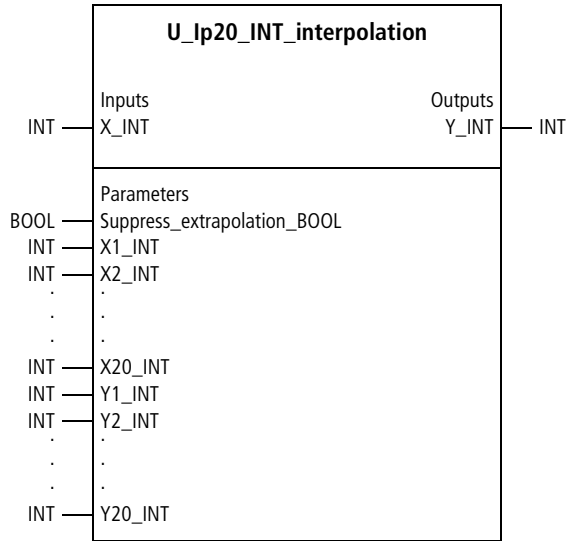 U_Ip20_INT_interpolation
Inputs Outputs
INT X_INT Y_INT INT
Parameters
BOOL Suppress_extrapolation_BOOL
INT X1_INT
INT X2_INT
. .
. .
. .
INT X20_INT
INT Y1_INT
INT Y2_INT
. .
. .
. .
INT Y20_INT